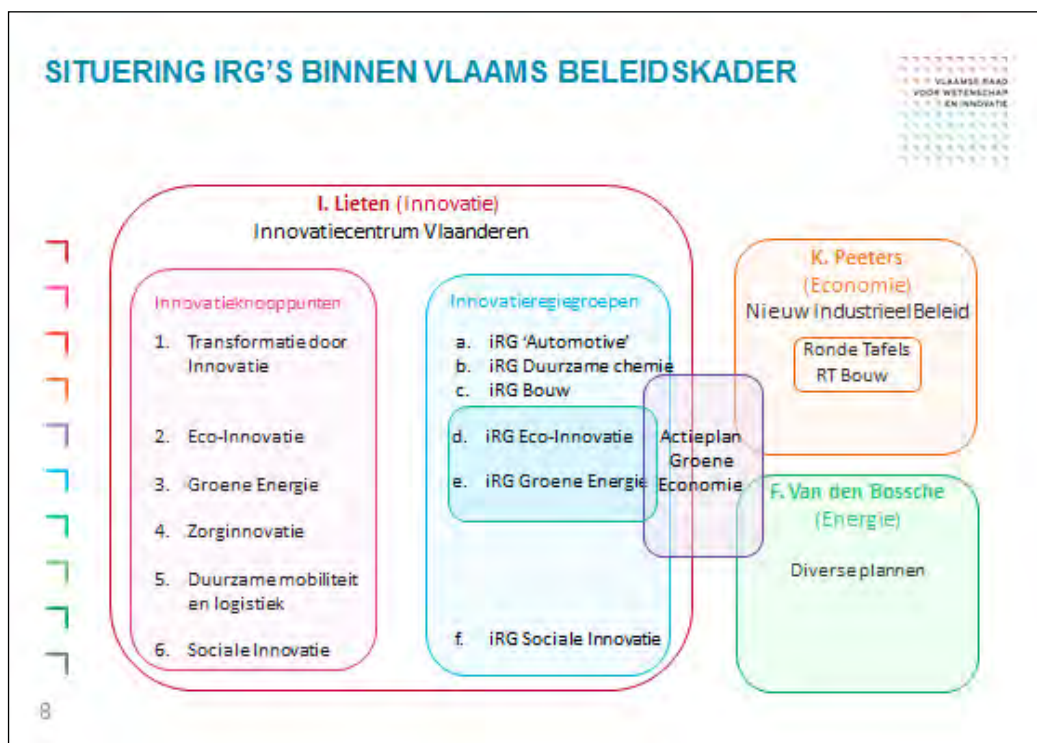 SITUERING IRG'S BINNEN VLAAMS BELEIDSKADER
VLAAMSE RAAD
VOOR WETENSCHAP
EN INNOVATIE
I. Lieten (Innovatie)
Innovatiecentrum Vlaanderen
Innovatieknooppunten
1. Transformatie door
Innovatie
2. Eco-Innovatie
3. Groene Energie
4. Zorginnovatie
5. Duurzame mobiliteit
en logistiek
6. Sociale Innovatie
Innovatieregiegroepen
a. iRG 'Automotive'
b. iRG Duurzame chemie
c. iRG Bouw
d. iRG Eco-Innovatie
e. iRG Groene Energie
f. iRG Sociale Innovatie
Actieplan
Groene
Economie
K. Peeters
(Economie)
Nieuw Industrieel Beleid
Ronde Tafels
RT Bouw
F. Van den Bossche
(Energie)
Diverse plannen
8